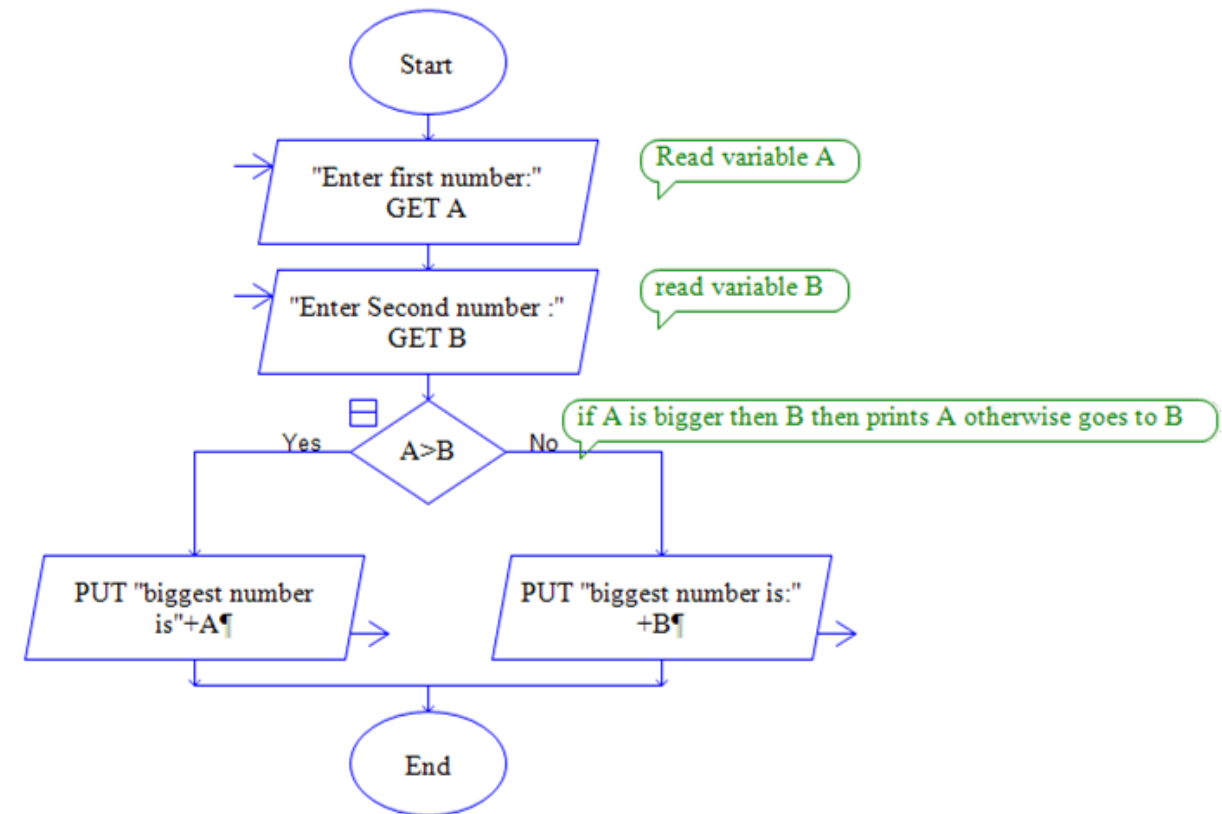 Start
"Enter first number:"
GET A
Read variable A
"Enter Second number :"
GET B
read variable B
Yes
A>B
No
if A is bigger then B then prints A otherwise goes to B
PUT "biggest number
is"+A¶
PUT "biggest number is:"
+B¶
End